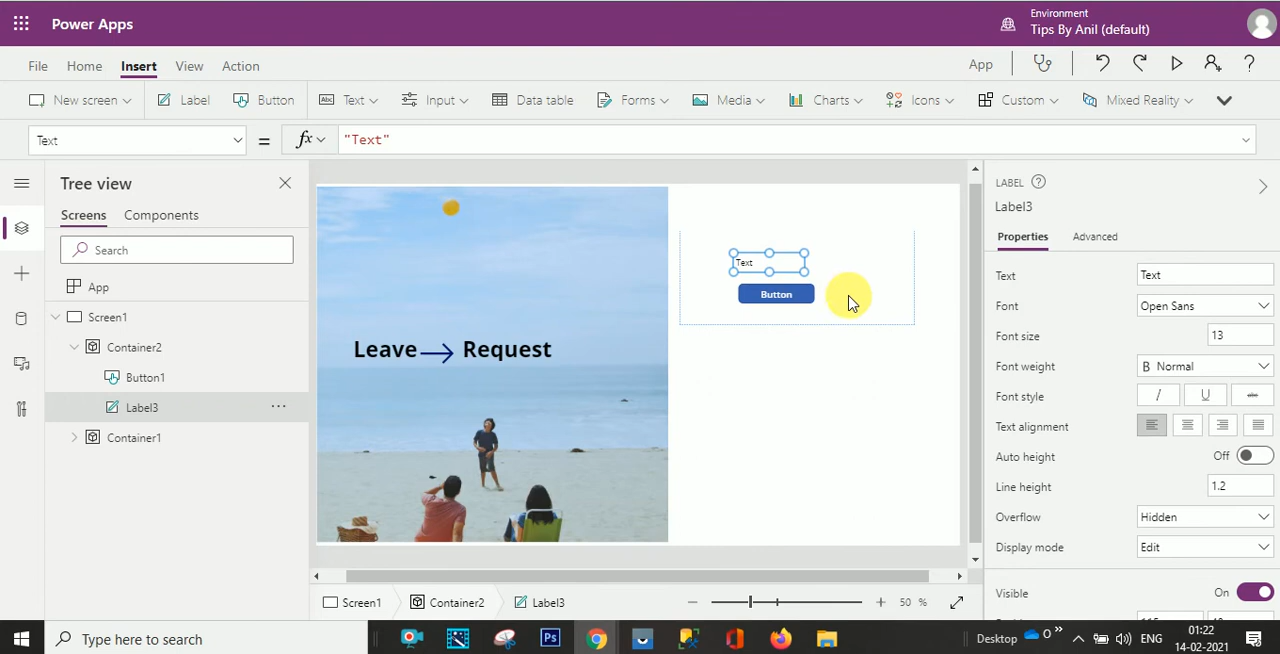 Power Apps
Environment
Tips By Anil (default)
File Home Insert View Action App
New screen Label Button Text Input Data table Forms Media Charts Icons Custom Mixed Reality
Text = fx "Text"
Tree view
Screens Components
Search
App
Screen1
Container2
Button1
Label3
Container1
Text
Button
Leave Request
LABEL
Label3
Properties Advanced
Text Text
Font Open Sans
Font size 13
Font weight B Normal
Font style / U abc
Text alignment
Auto height Off
Line height 1.2
Overflow Hidden
Display mode Edit
Visible On
Screen1 Container2 Label3 50 %
Type here to search
Ps
Desktop
ENG
01:22
14-02-2021